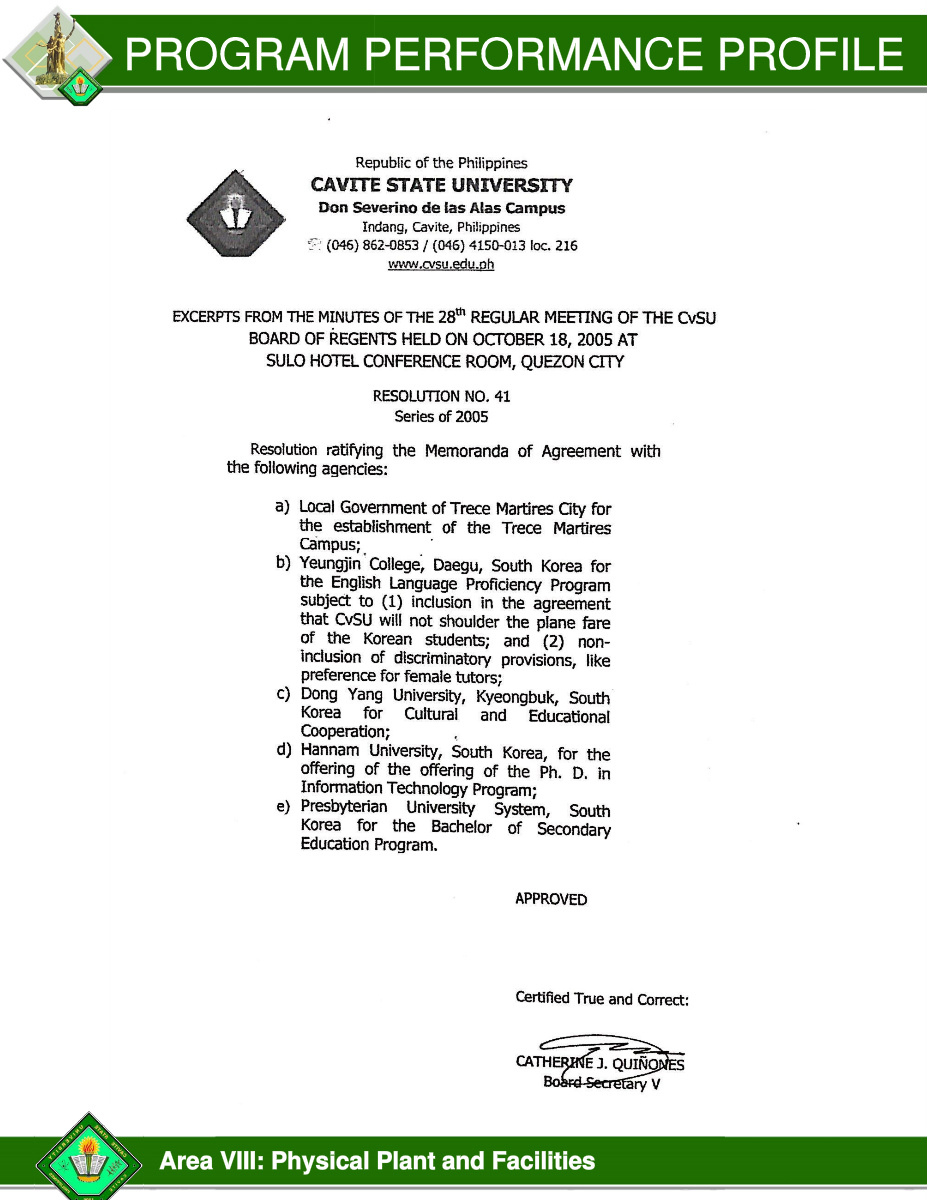 PROGRAM PERFORMANCE PROFILE
Republic of the Philippines
CAVITE STATE UNIVERSITY
Don Severino de las Alas Campus
Indang, Cavite, Philippines
(046) 862-0853 / (046) 4150-013 loc. 216
www.cvsu.edu.ph
EXCERPTS FROM THE MINUTES OF THE 28th REGULAR MEETING OF THE CvSU
BOARD OF REGENTS HELD ON OCTOBER 18, 2005 AT
SULO HOTEL CONFERENCE ROOM, QUEZON CITY
RESOLUTION NO. 41
Series of 2005
Resolution ratifying the Memoranda of Agreement with
the following agencies:
a) Local Government of Trece Martires City for
the establishment of the Trece Martires
Campus;
b) Yeungjin College, Daegu, South Korea for
the English Language Proficiency Program
subject to (1) inclusion in the agreement
that CvSU will not shoulder the plane fare
of the Korean students; and (2) non-
inclusion of discriminatory provisions, like
preference for female tutors;
c) Dong Yang University, Kyeongbuk, South
Korea for Cultural and Educational
Cooperation;
d) Hannam University, South Korea, for the
offering of the offering of the Ph. D. in
Information Technology Program;
e) Presbyterian University System, South
Korea for the Bachelor of Secondary
Education Program.
APPROVED
Certified True and Correct:
CATHERINE J. QUIÑONES
Board Secretary V
Area VIII: Physical Plant and Facilities